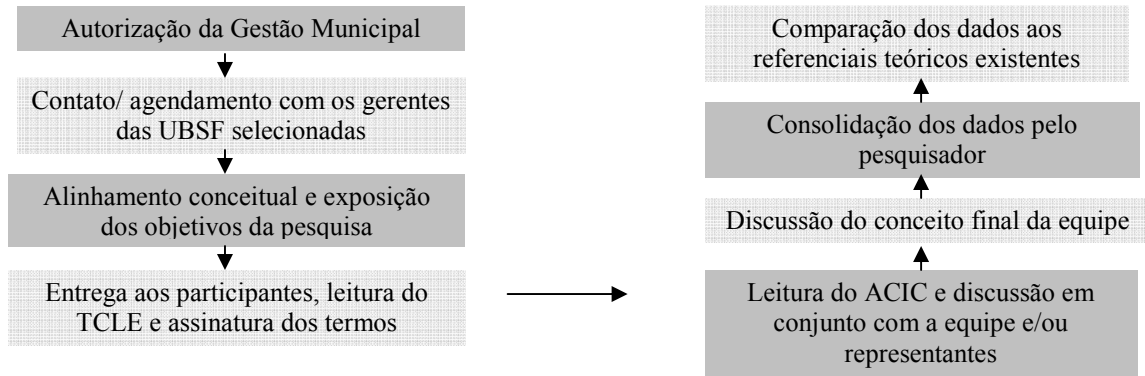 Autorização da Gestão Municipal
Contato/ agendamento com os gerentes
das UBSF selecionadas
Alinhamento conceitual e exposição
dos objetivos da pesquisa
Entrega aos participantes, leitura do
TCLE e assinatura dos termos
Comparação dos dados aos
referenciais teóricos existentes
Consolidação dos dados pelo
pesquisador
Discussão do conceito final da equipe
Leitura do ACIC e discussão em
conjunto com a equipe e/ou
representantes